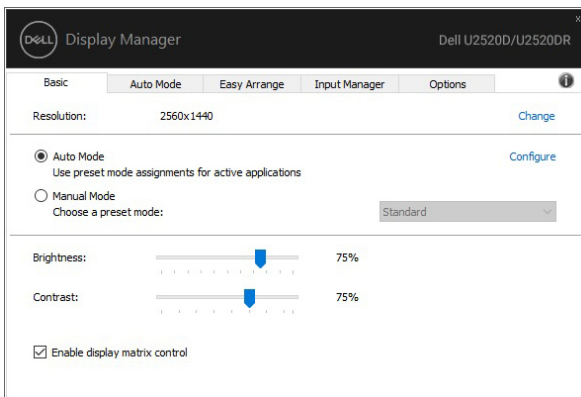 DELL Display Manager Dell U2520D/U2520DR
x
Basic Auto Mode Easy Arrange Input Manager Options i
Resolution: 2560x1440 Change
Auto Mode Configure
Use preset mode assignments for active applications
Manual Mode
Choose a preset mode: Standard
Brightness: 75%
Contrast: 75%
Enable display matrix control